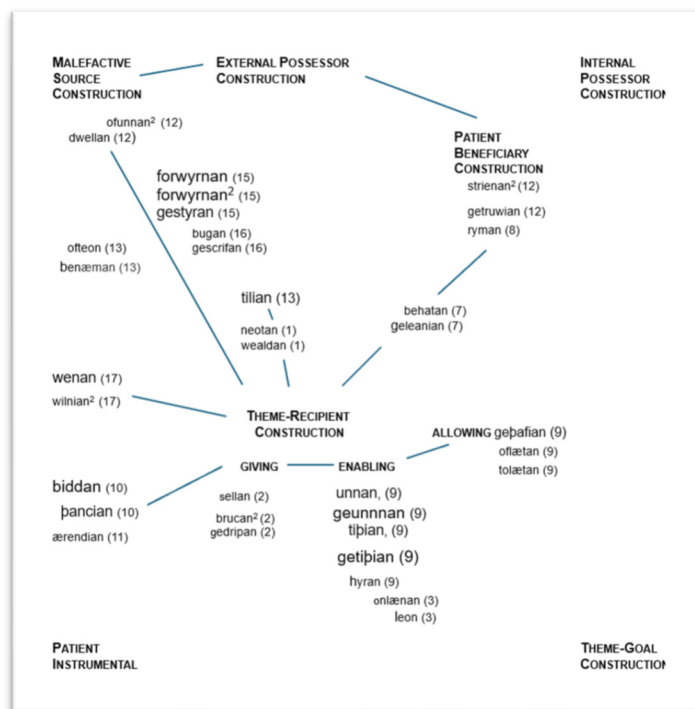 MALEFACTIVE
SOURCE
CONSTRUCTION
EXTERNAL POSSESSOR
CONSTRUCTION
INTERNAL
POSSESSOR
CONSTRUCTION
ofunnan² (12)
dwellan (12)
PATIENT
BENEFICIARY
CONSTRUCTION
strienan² (12)
getruwian (12)
ryman (8)
forwyrnan (15)
forwyrnan² (15)
gestyran (15)
bugan (16)
gescrifan (16)
ofteon (13)
benæman (13)
tilian (13)
neotan (1)
wealdan (1)
behatan (7)
geleanian (7)
wenan (17)
wilnian² (17)
THEME-RECIPIENT
CONSTRUCTION
ALLOWING geþafian (9)
oflætan (9)
tolætan (9)
GIVING
ENABLING
biddan (10)
þancian (10)
ærendian (11)
sellan (2)
brucan² (2)
gedripan (2)
unnan, (9)
geunnnan (9)
tiþian, (9)
getiþian (9)
hyran (9)
onlænan (3)
leon (3)
PATIENT
INSTRUMENTAL
THEME-GOAL
CONSTRUCTION